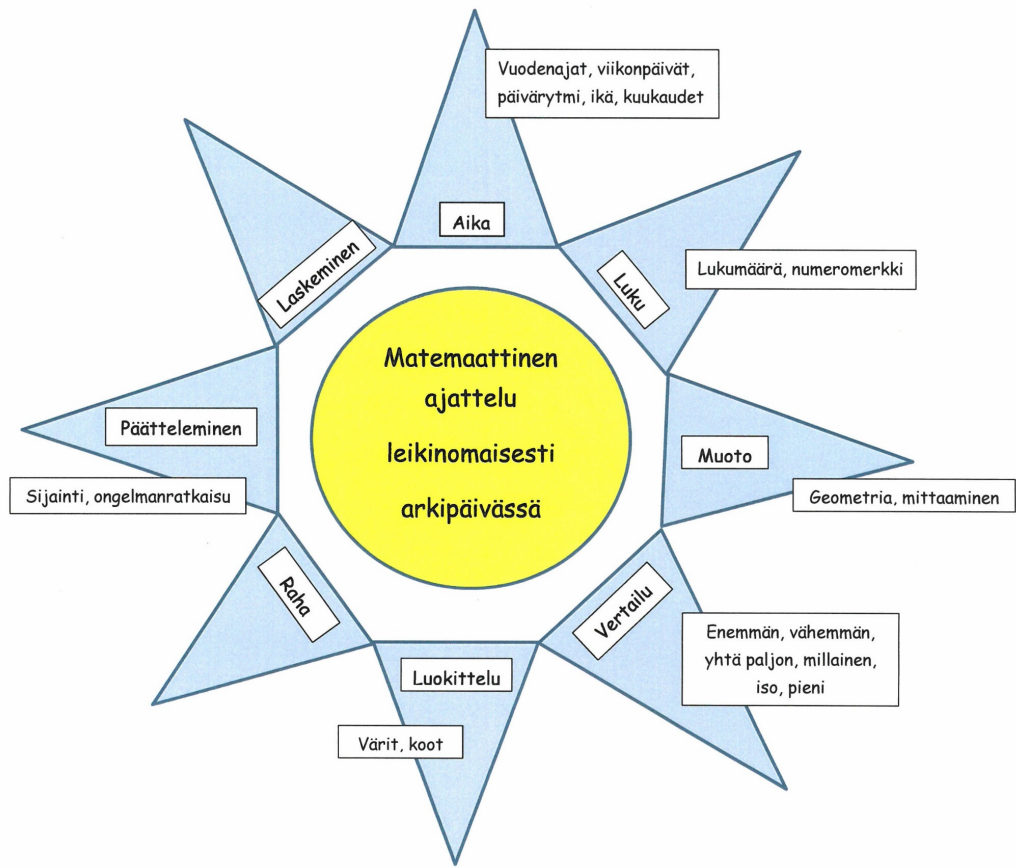 Vuodenajat, viikonpäivät,
päivärytmi, ikä, kuukaudet
Aika
Laskeminen
Luku
Lukumäärä, numeromerkki
Matemaattinen
ajattelu
leikinomaisesti
arkipäivässä
Päätteleminen
Sijainti, ongelmanratkaisu
Muoto
Geometria, mittaaminen
Raha
Vertailu
Enemmän, vähemmän,
yhtä paljon, millainen,
iso, pieni
Luokittelu
Värit, koot